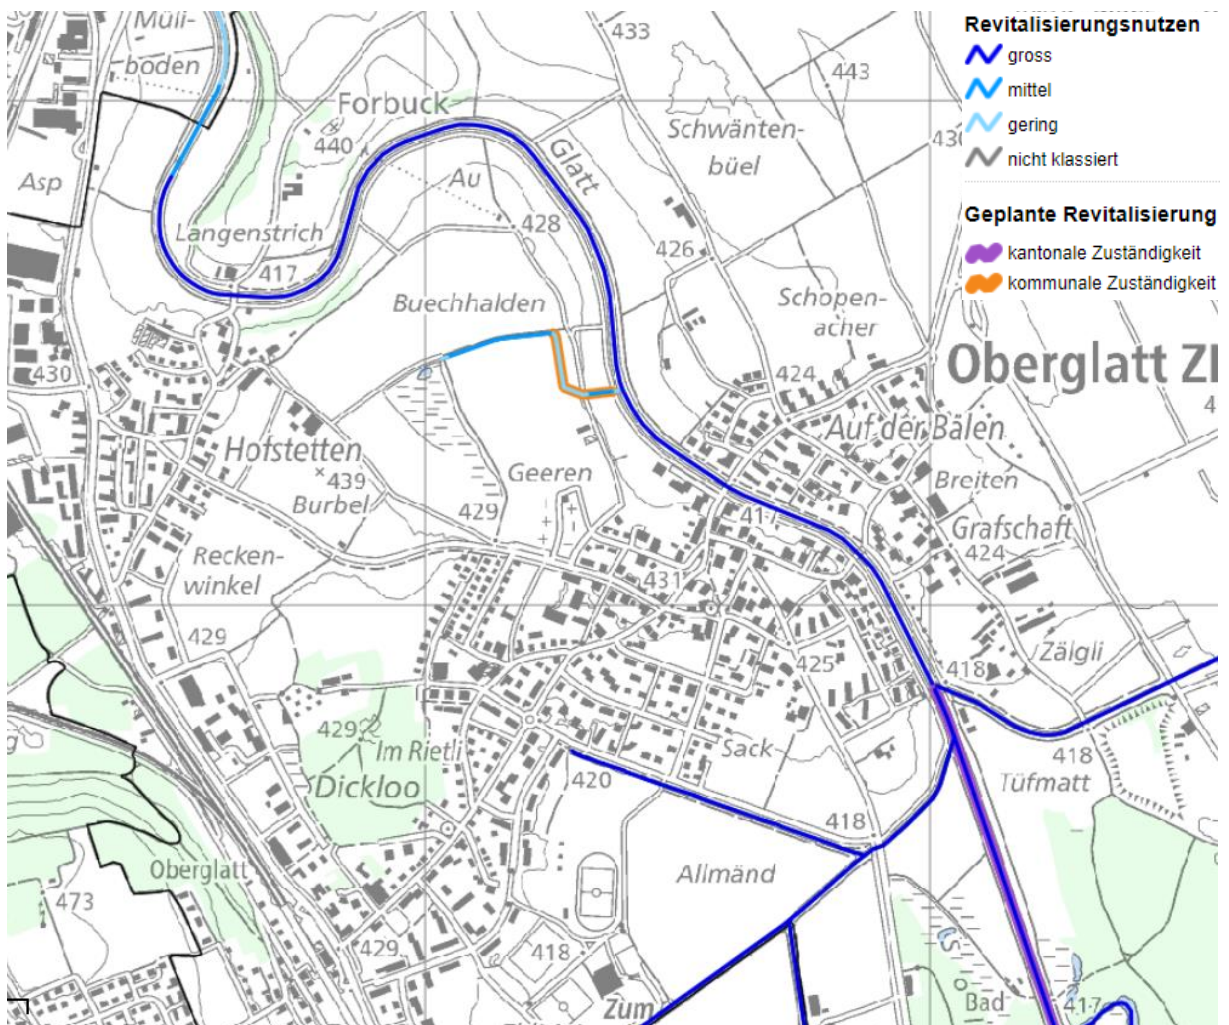 Müli-
boden
433
443
430
Revitalisierungsnutzen
gross
mittel
gering
nicht klassiert
Geplante Revitalisierung
kantonale Zuständigkeit
kommunale Zuständigkeit
Forbuck
440
Asp
Au
Glatt
Schwänten-
büel
Langenstrich
417
428
426
Buechhalden
Schopen-
acher
430
424
Oberglatt ZH
4
Hofstetten
439
Burbel
Geeren
429
Auf der Bälen
Breiten
417
Grafschaft
424
Recken-
winkel
431
429
425
418
Zälgli
429
Im Rietli
Dickloo
Sack
420
418
418
Tüfmatt
Oberglatt
473
Allmänd
429
418
Zum
Bad
417